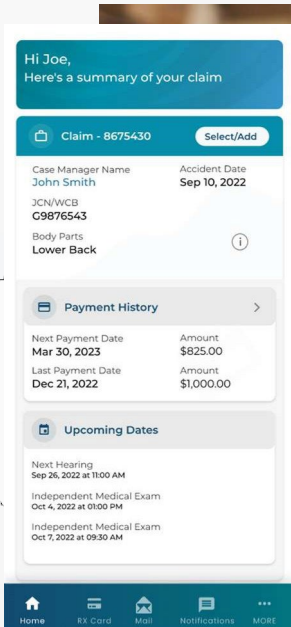 Hi Joe,
Here's a summary of your claim
Claim - 8675430
Select/Add
Case Manager Name
John Smith
Accident Date
Sep 10, 2022
JCN/WCB
G9876543
Body Parts
Lower Back
Payment History
Next Payment Date
Mar 30, 2023
Amount
$825.00
Last Payment Date
Dec 21, 2022
Amount
$1,000.00
Upcoming Dates
Next Hearing
Sep 26, 2022 at 11:00 AM
Independent Medical Exam
Oct 4, 2022 at 01:00 PM
Independent Medical Exam
Oct 7, 2022 at 09:30 AM
Home
RX Card
Mail
Notifications
MORE